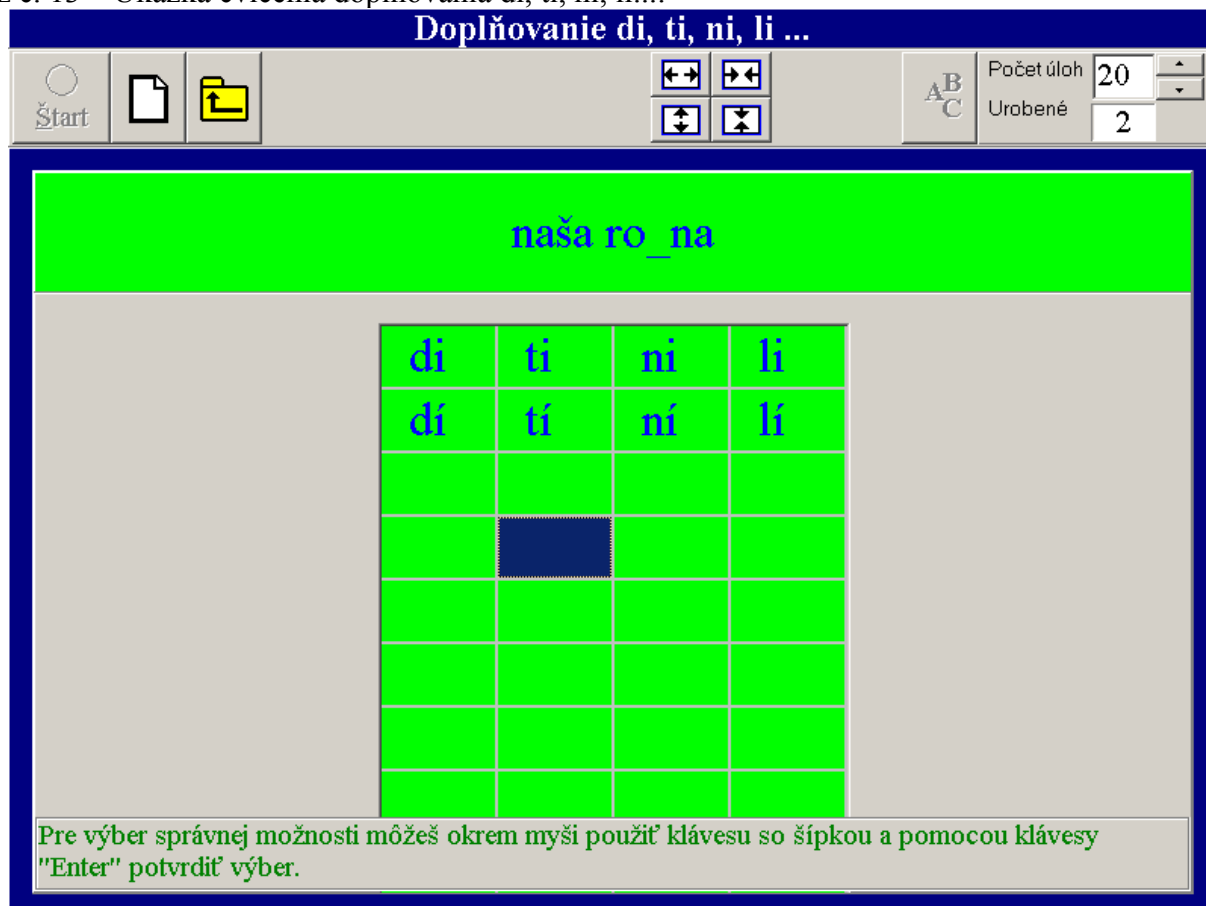 Doplňovanie di, ti, ni, li ...
Štart
A B C
Počet úloh 20
Urobené 2
naša ro_na
di ti ni li
dí tí ní lí
Pre výber správnej možnosti môžeš okrem myši použiť klávesu so šípkou a pomocou klávesy
"Enter" potvrdiť výber.